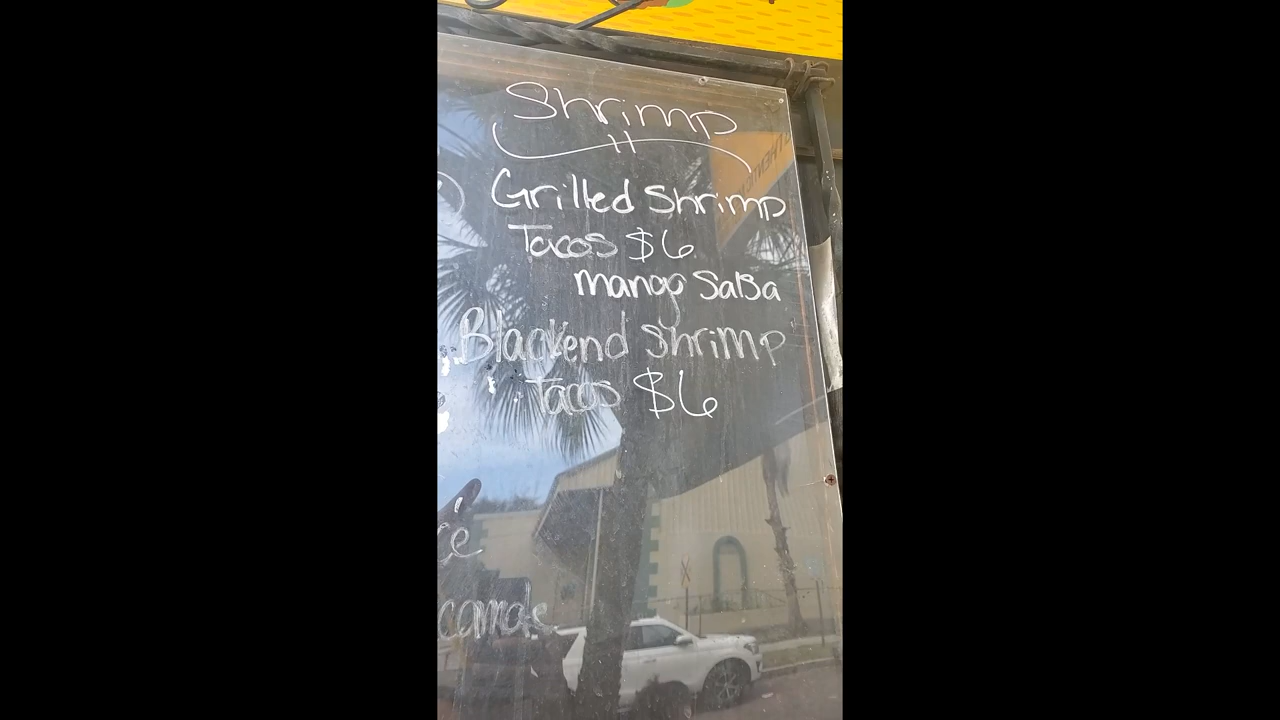 Shrimp
Grilled Shrimp
Tacos $6
mango Salsa
Blackend Shrimp
Tacos $6